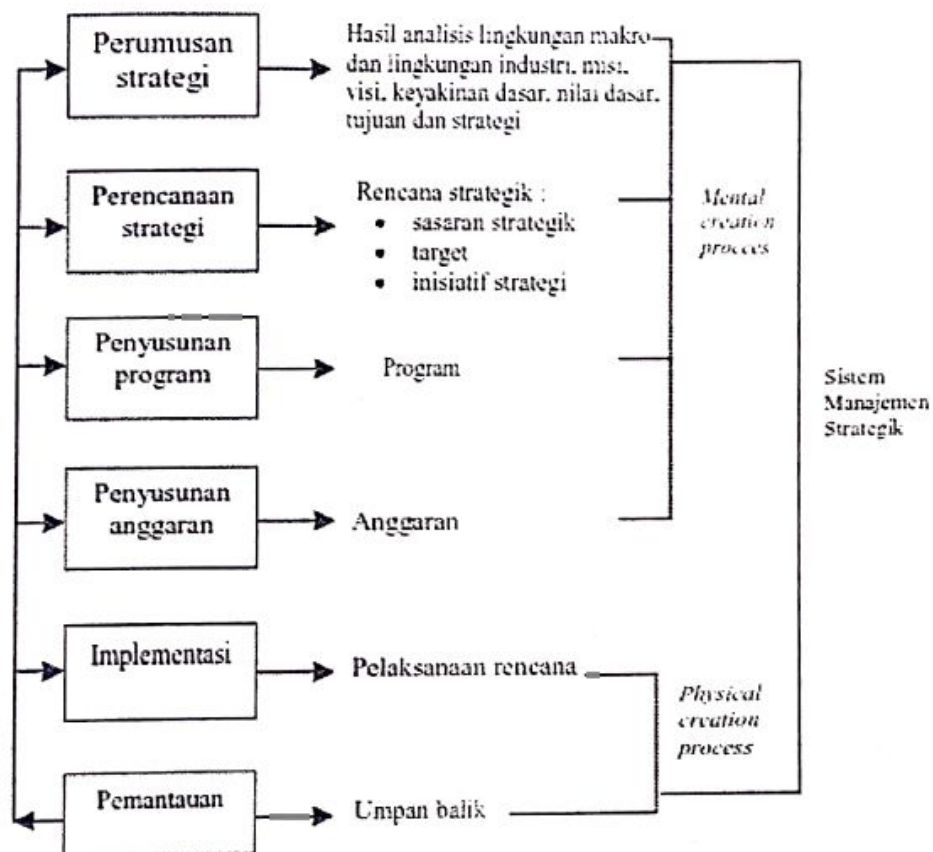 Perumusan
strategi
Hasil analisis lingkungan makro
dan lingkungan industri, misi,
visi, keyakinan dasar, nilai dasar,
tujuan dan strategi
Perencanaan
strategi
Rencana strategik :
• sasaran strategik
• target
• inisiatif strategi
Mental
creation
procces
Penyusunan
program
Program
Sistem
Manajemen
Strategik
Penyusunan
anggaran
Anggaran
Implementasi
Pelaksanaan rencana
Physical
creation
process
Pemantauan
Umpan balik